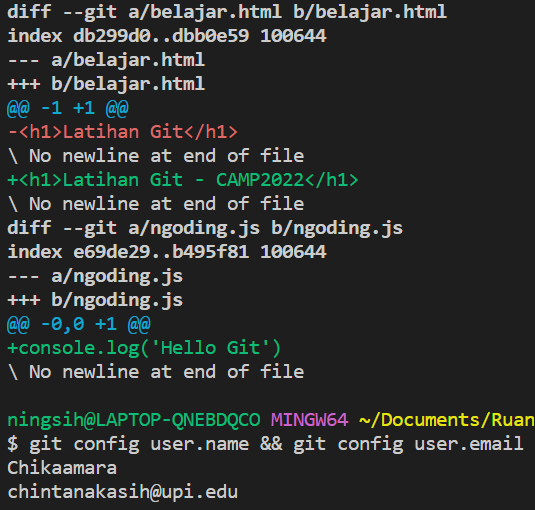 diff --git a/belajar.html b/belajar.html
index db299d0..dbb0e59 100644
--- a/belajar.html
+++ b/belajar.html
@@ -1 +1 @@
-<h1>Latihan Git</h1>
\ No newline at end of file
+<h1>Latihan Git - CAMP2022</h1>
\ No newline at end of file
diff --git a/ngoding.js b/ngoding.js
index e69de29..b495f81 100644
--- a/ngoding.js
+++ b/ngoding.js
@@ -0,0 +1 @@
+console.log('Hello Git')
\ No newline at end of file
ningsih@LAPTOP-QNEBDQCO MINGW64 ~/Documents/Ruan
$ git config user.name && git config user.email
Chikaamara
chintanakasih@upi.edu